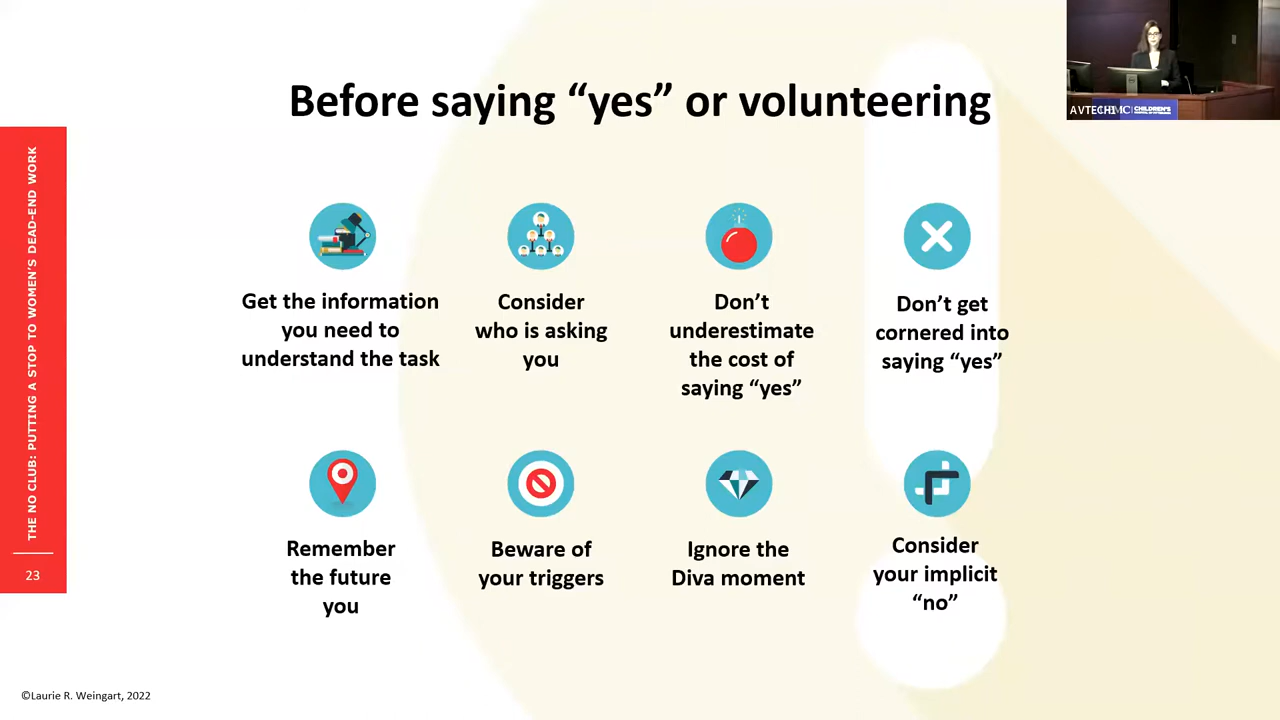 Before saying “yes” or volunteering
THE NO CLUB: PUTTING A STOP TO WOMEN'S DEAD-END WORK
23
Get the information
you need to
understand the task
Consider
who is asking
you
Don’t
underestimate
the cost of
saying “yes”
Don’t get
cornered into
saying “yes”
Remember
the future
you
Beware of
your triggers
Ignore the
Diva moment
Consider
your implicit
“no”
©Laurie R. Weingart, 2022
CHILDREN'S